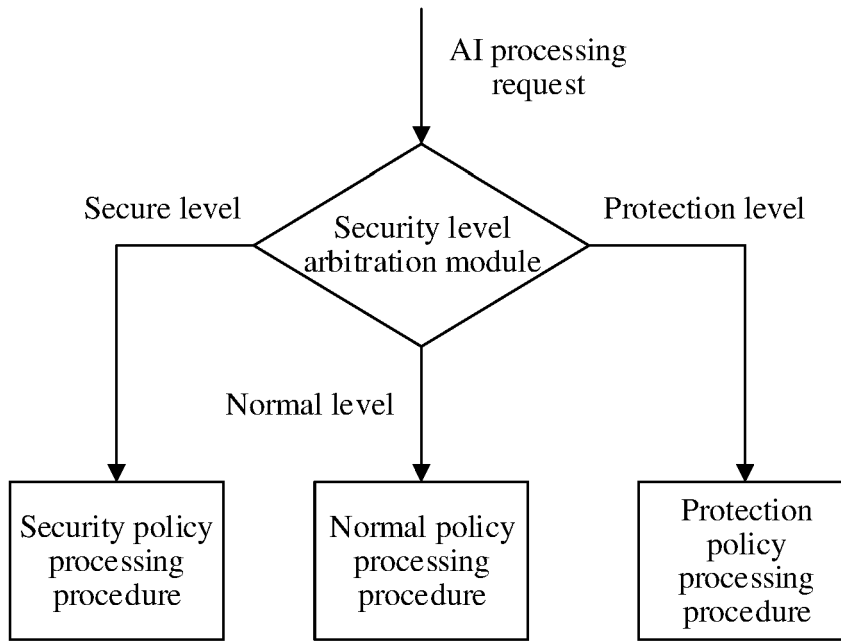 AI processing
request
Secure level
Protection level
Security level
arbitration module
Normal level
Security policy
processing
procedure
Normal policy
processing
procedure
Protection
policy
processing
procedure